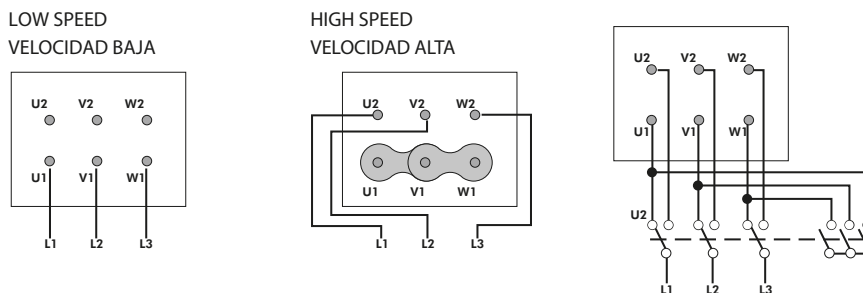 LOW SPEED
VELOCIDAD BAJA
U2 V2 W2
U1 V1 W1
L1 L2 L3
HIGH SPEED
VELOCIDAD ALTA
U2 V2 W2
U1 V1 W1
L1 L2 L3
U2 V2 W2
U1 V1 W1
U2
L1 L2 L3